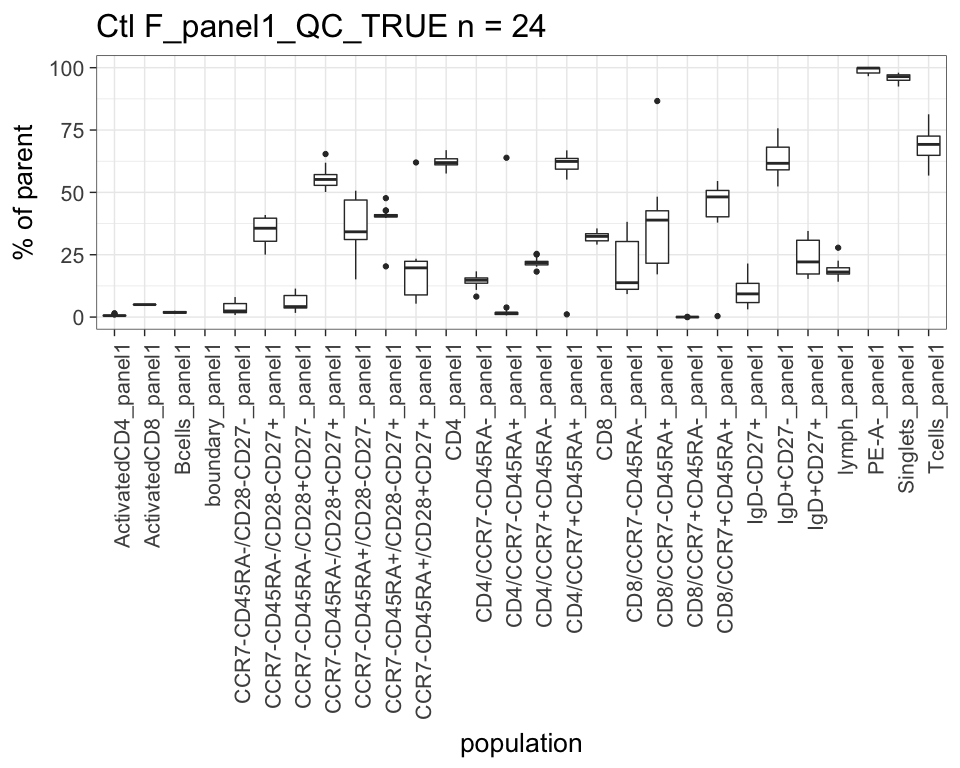 Ctl F_panel1_QC_TRUE n = 24
% of parent
100
75
50
25
0
ActivatedCD4_panel1
ActivatedCD8_panel1
Bcells_panel1
boundary_panel1
CCR7-CD45RA-/CD28-CD27-_panel1
CCR7-CD45RA-/CD28-CD27+_panel1
CCR7-CD45RA-/CD28+CD27-_panel1
CCR7-CD45RA-/CD28+CD27+_panel1
CCR7-CD45RA+/CD28-CD27-_panel1
CCR7-CD45RA+/CD28-CD27+_panel1
CCR7-CD45RA+/CD28+CD27+_panel1
CD4_panel1
CD4/CCR7-CD45RA-_panel1
CD4/CCR7-CD45RA+_panel1
CD4/CCR7+CD45RA-_panel1
CD4/CCR7+CD45RA+_panel1
CD8_panel1
CD8/CCR7-CD45RA-_panel1
CD8/CCR7-CD45RA+_panel1
CD8/CCR7+CD45RA-_panel1
CD8/CCR7+CD45RA+_panel1
IgD-CD27+_panel1
IgD+CD27-_panel1
IgD+CD27+_panel1
lymph_panel1
PE-A-_panel1
Singlets_panel1
Tcells_panel1
population